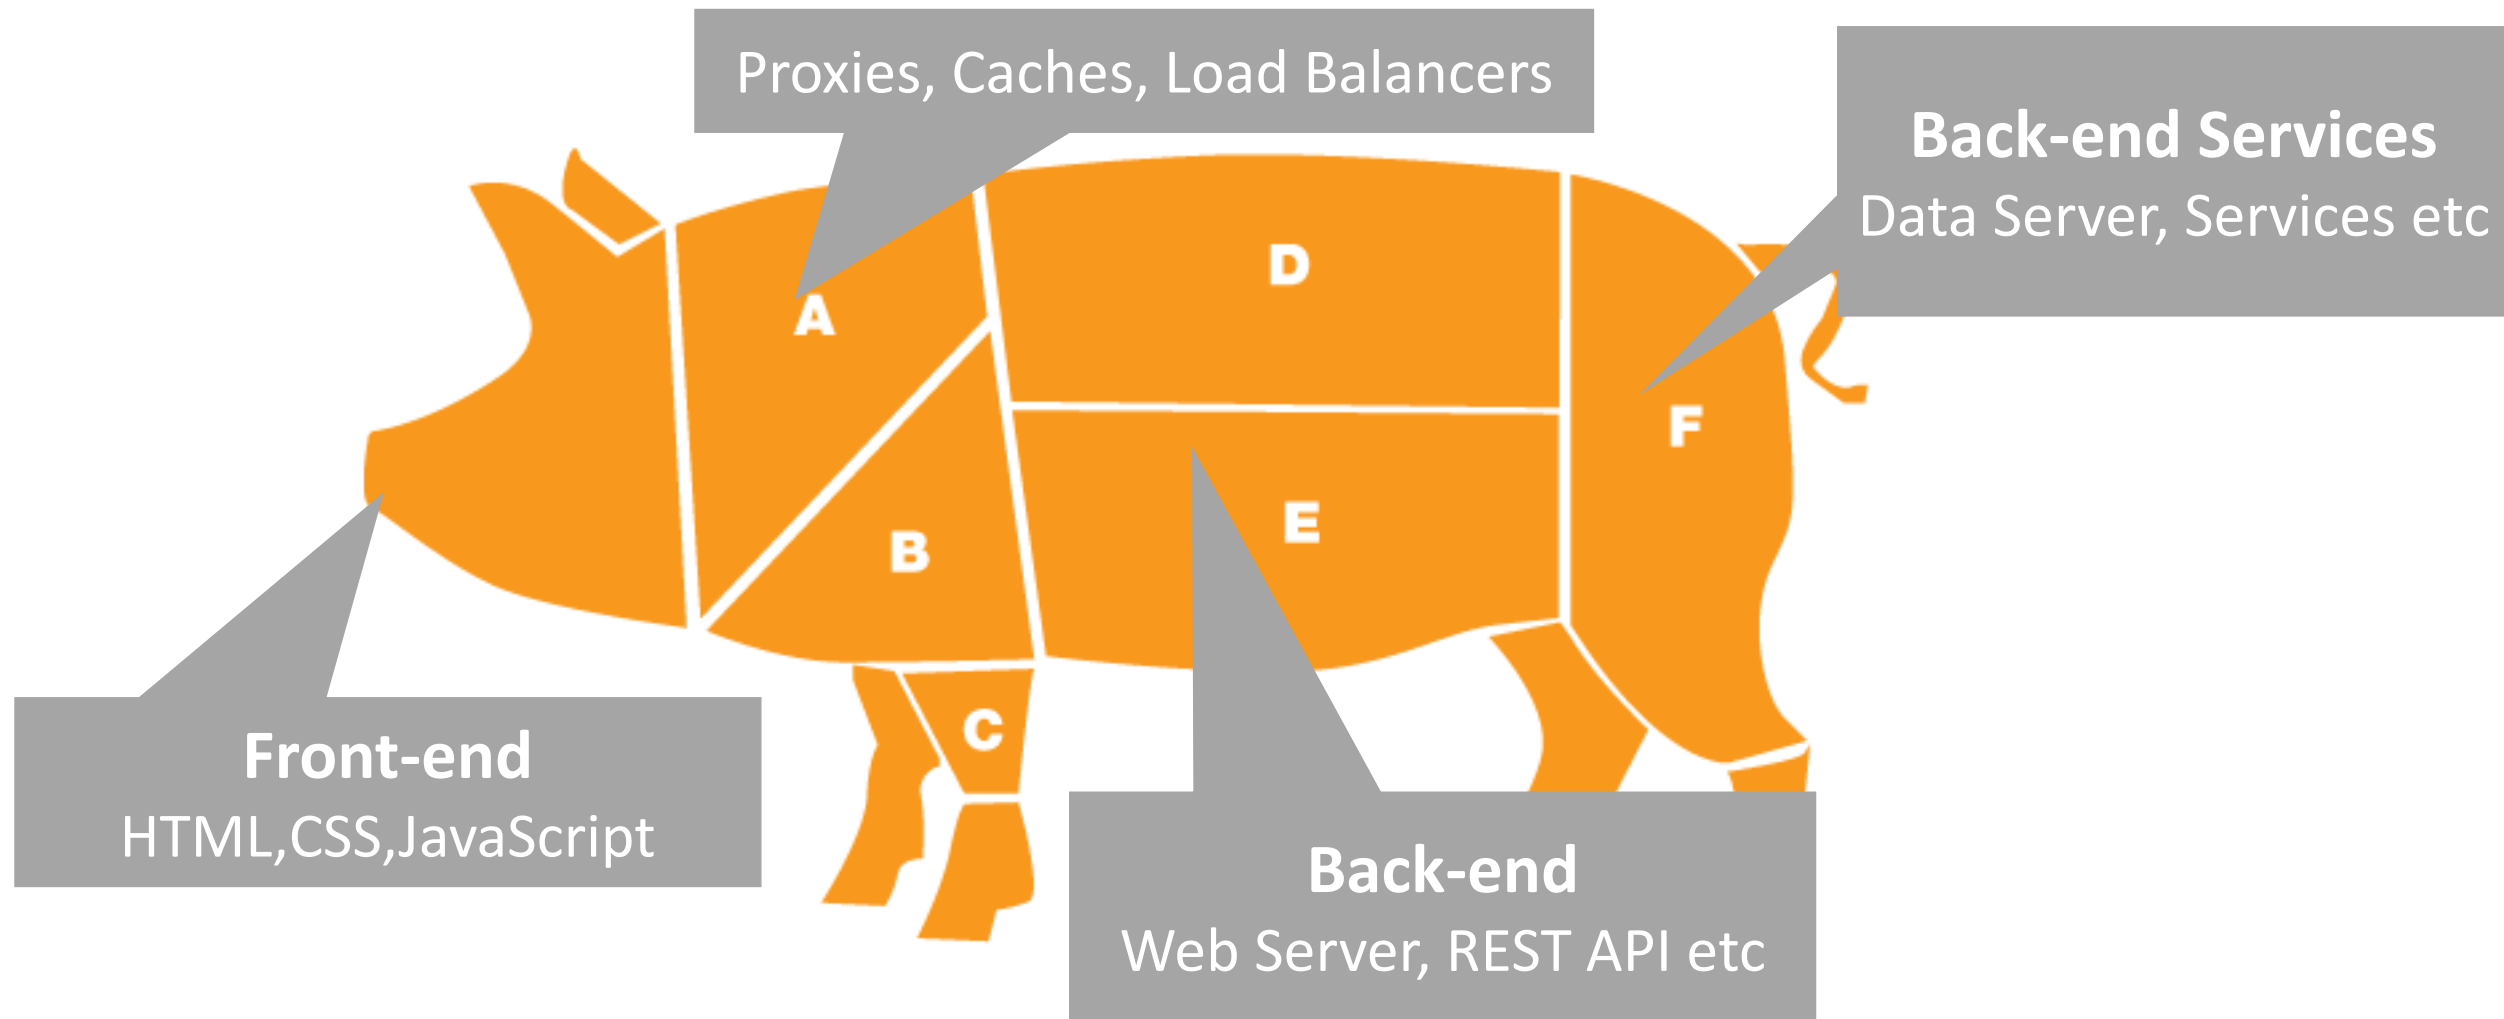 Proxies, Caches, Load Balancers
Back-end Services
Data Server, Services etc
A
D
F
E
B
C
Front-end
HTML,CSS,JavaScript
Back-end
Web Server, REST API etc